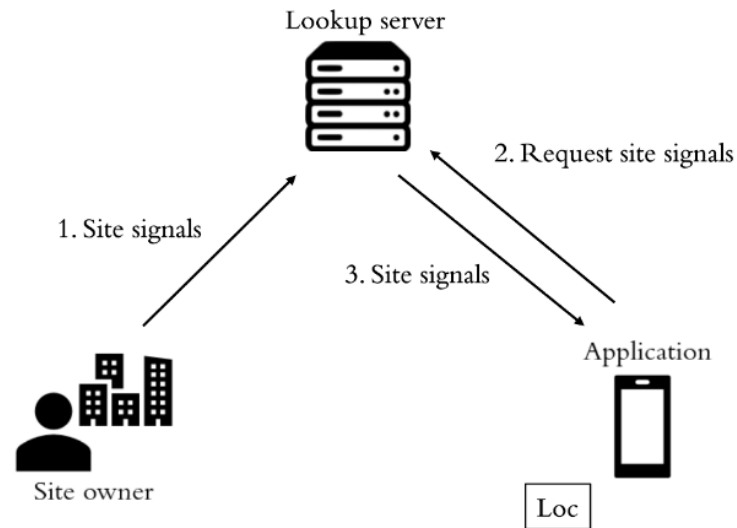 Lookup server
2. Request site signals
1. Site signals
3. Site signals
Application
Site owner
Loc